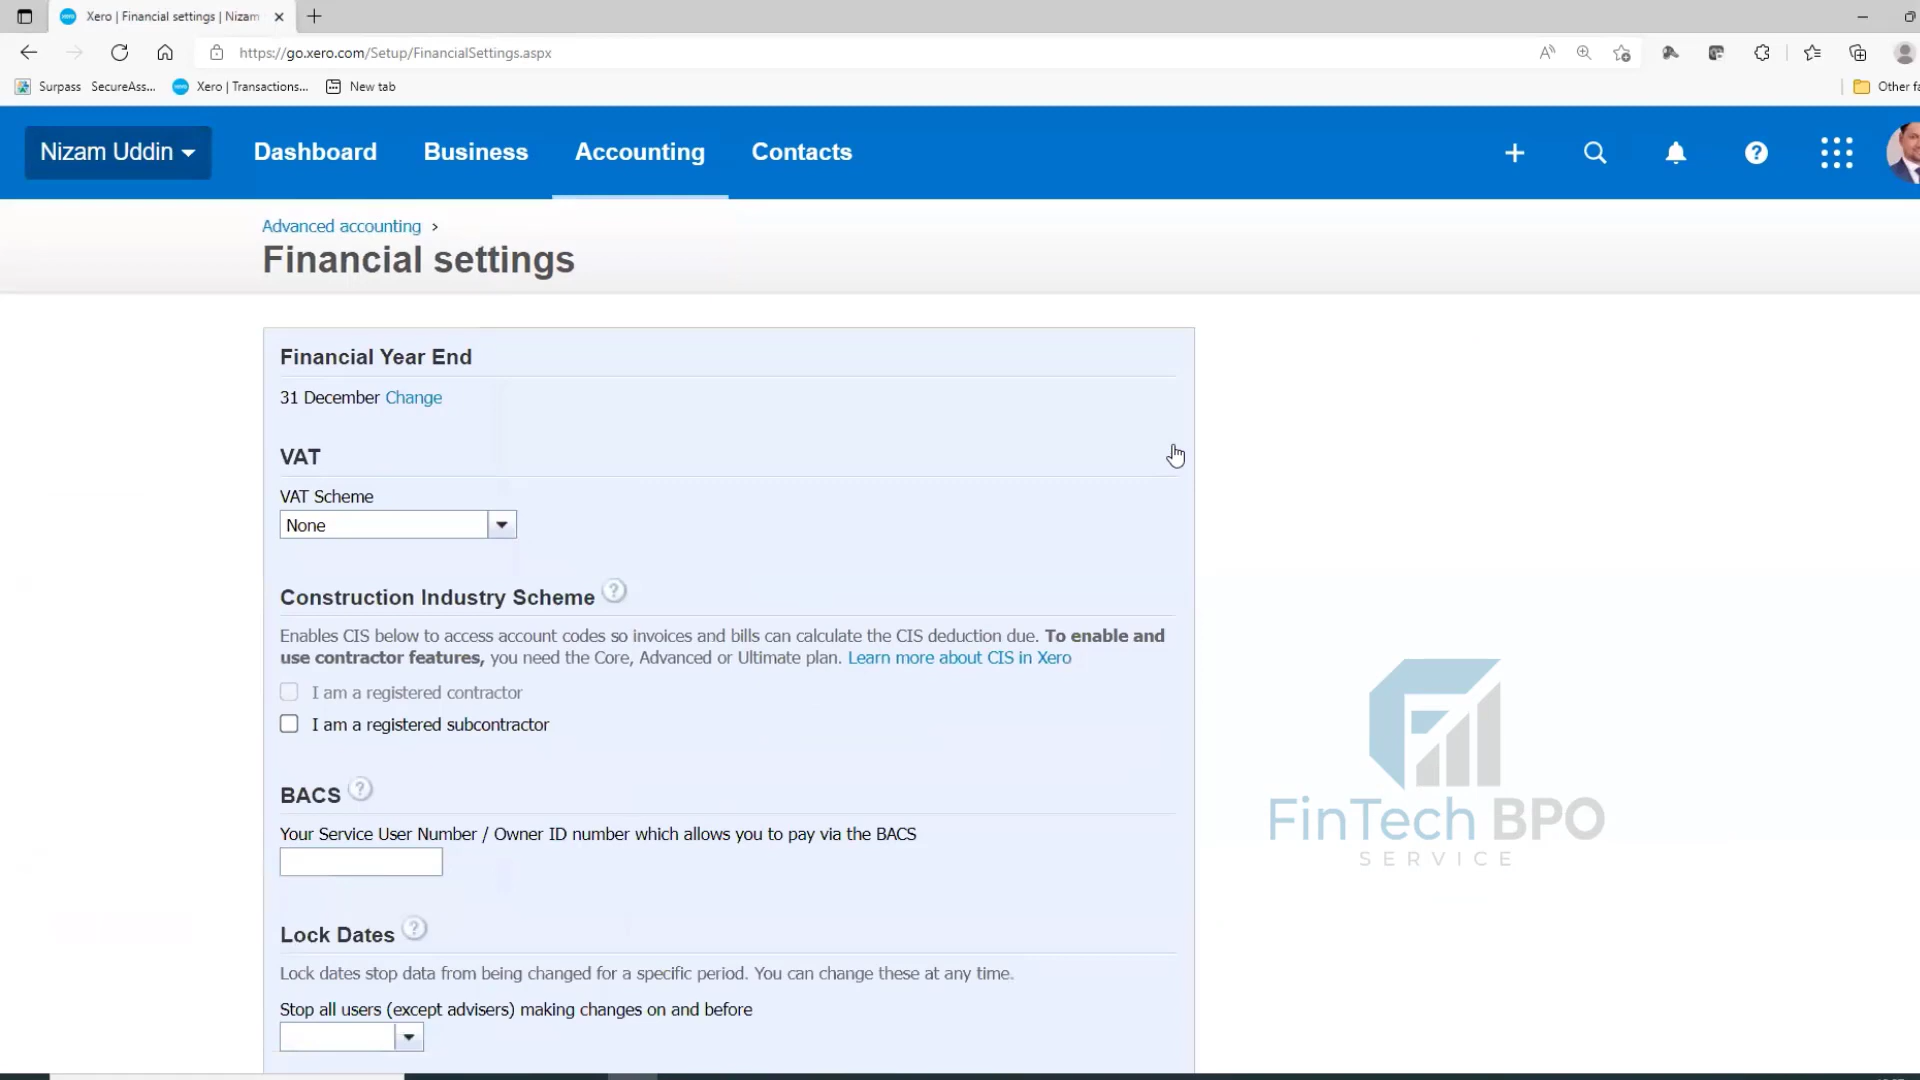 Xero | Financial settings | Nizam
https://go.xero.com/Setup/FinancialSettings.aspx
Surpass SecureAss... Xero | Transactions... New tab Other fa
Nizam Uddin Dashboard Business Accounting Contacts
Advanced accounting >
Financial settings
Financial Year End
31 December Change
VAT
VAT Scheme
None
Construction Industry Scheme ?
Enables CIS below to access account codes so invoices and bills can calculate the CIS deduction due. To enable and
use contractor features, you need the Core, Advanced or Ultimate plan. Learn more about CIS in Xero
I am a registered contractor
I am a registered subcontractor
BACS ?
Your Service User Number / Owner ID number which allows you to pay via the BACS
Lock Dates ?
Lock dates stop data from being changed for a specific period. You can change these at any time.
Stop all users (except advisers) making changes on and before
FinTech BPO
SERVICE